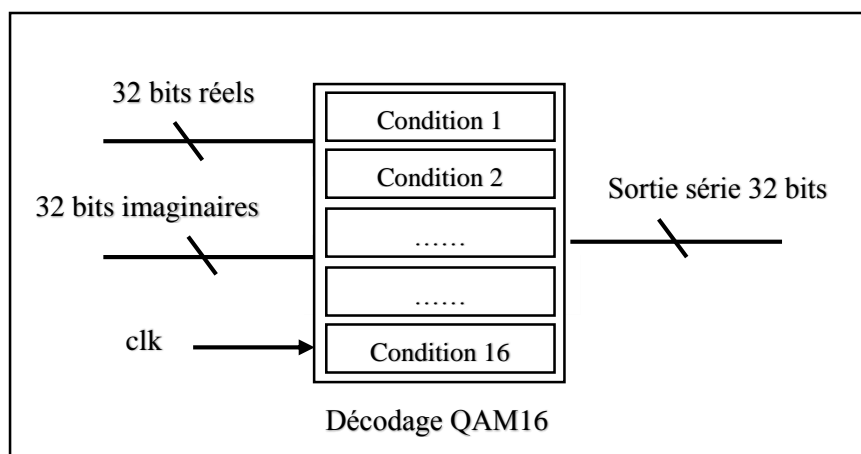 32 bits réels
32 bits imaginaires
clk
Condition 1
Condition 2
……
……
Condition 16
Sortie série 32 bits
Décodage QAM16